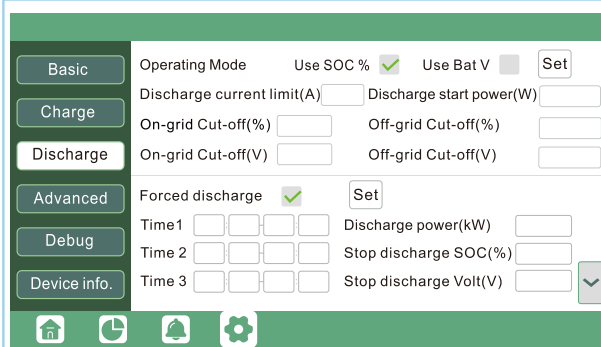 Basic
Charge
Discharge
Advanced
Debug
Device info.
Operating Mode Use SOC % Use Bat V Set
Discharge current limit(A) Discharge start power(W)
On-grid Cut-off(%) Off-grid Cut-off(%)
On-grid Cut-off(V) Off-grid Cut-off(V)
Forced discharge Set
Time1 Discharge power(kW)
Time 2 Stop discharge SOC(%)
Time 3 Stop discharge Volt(V)